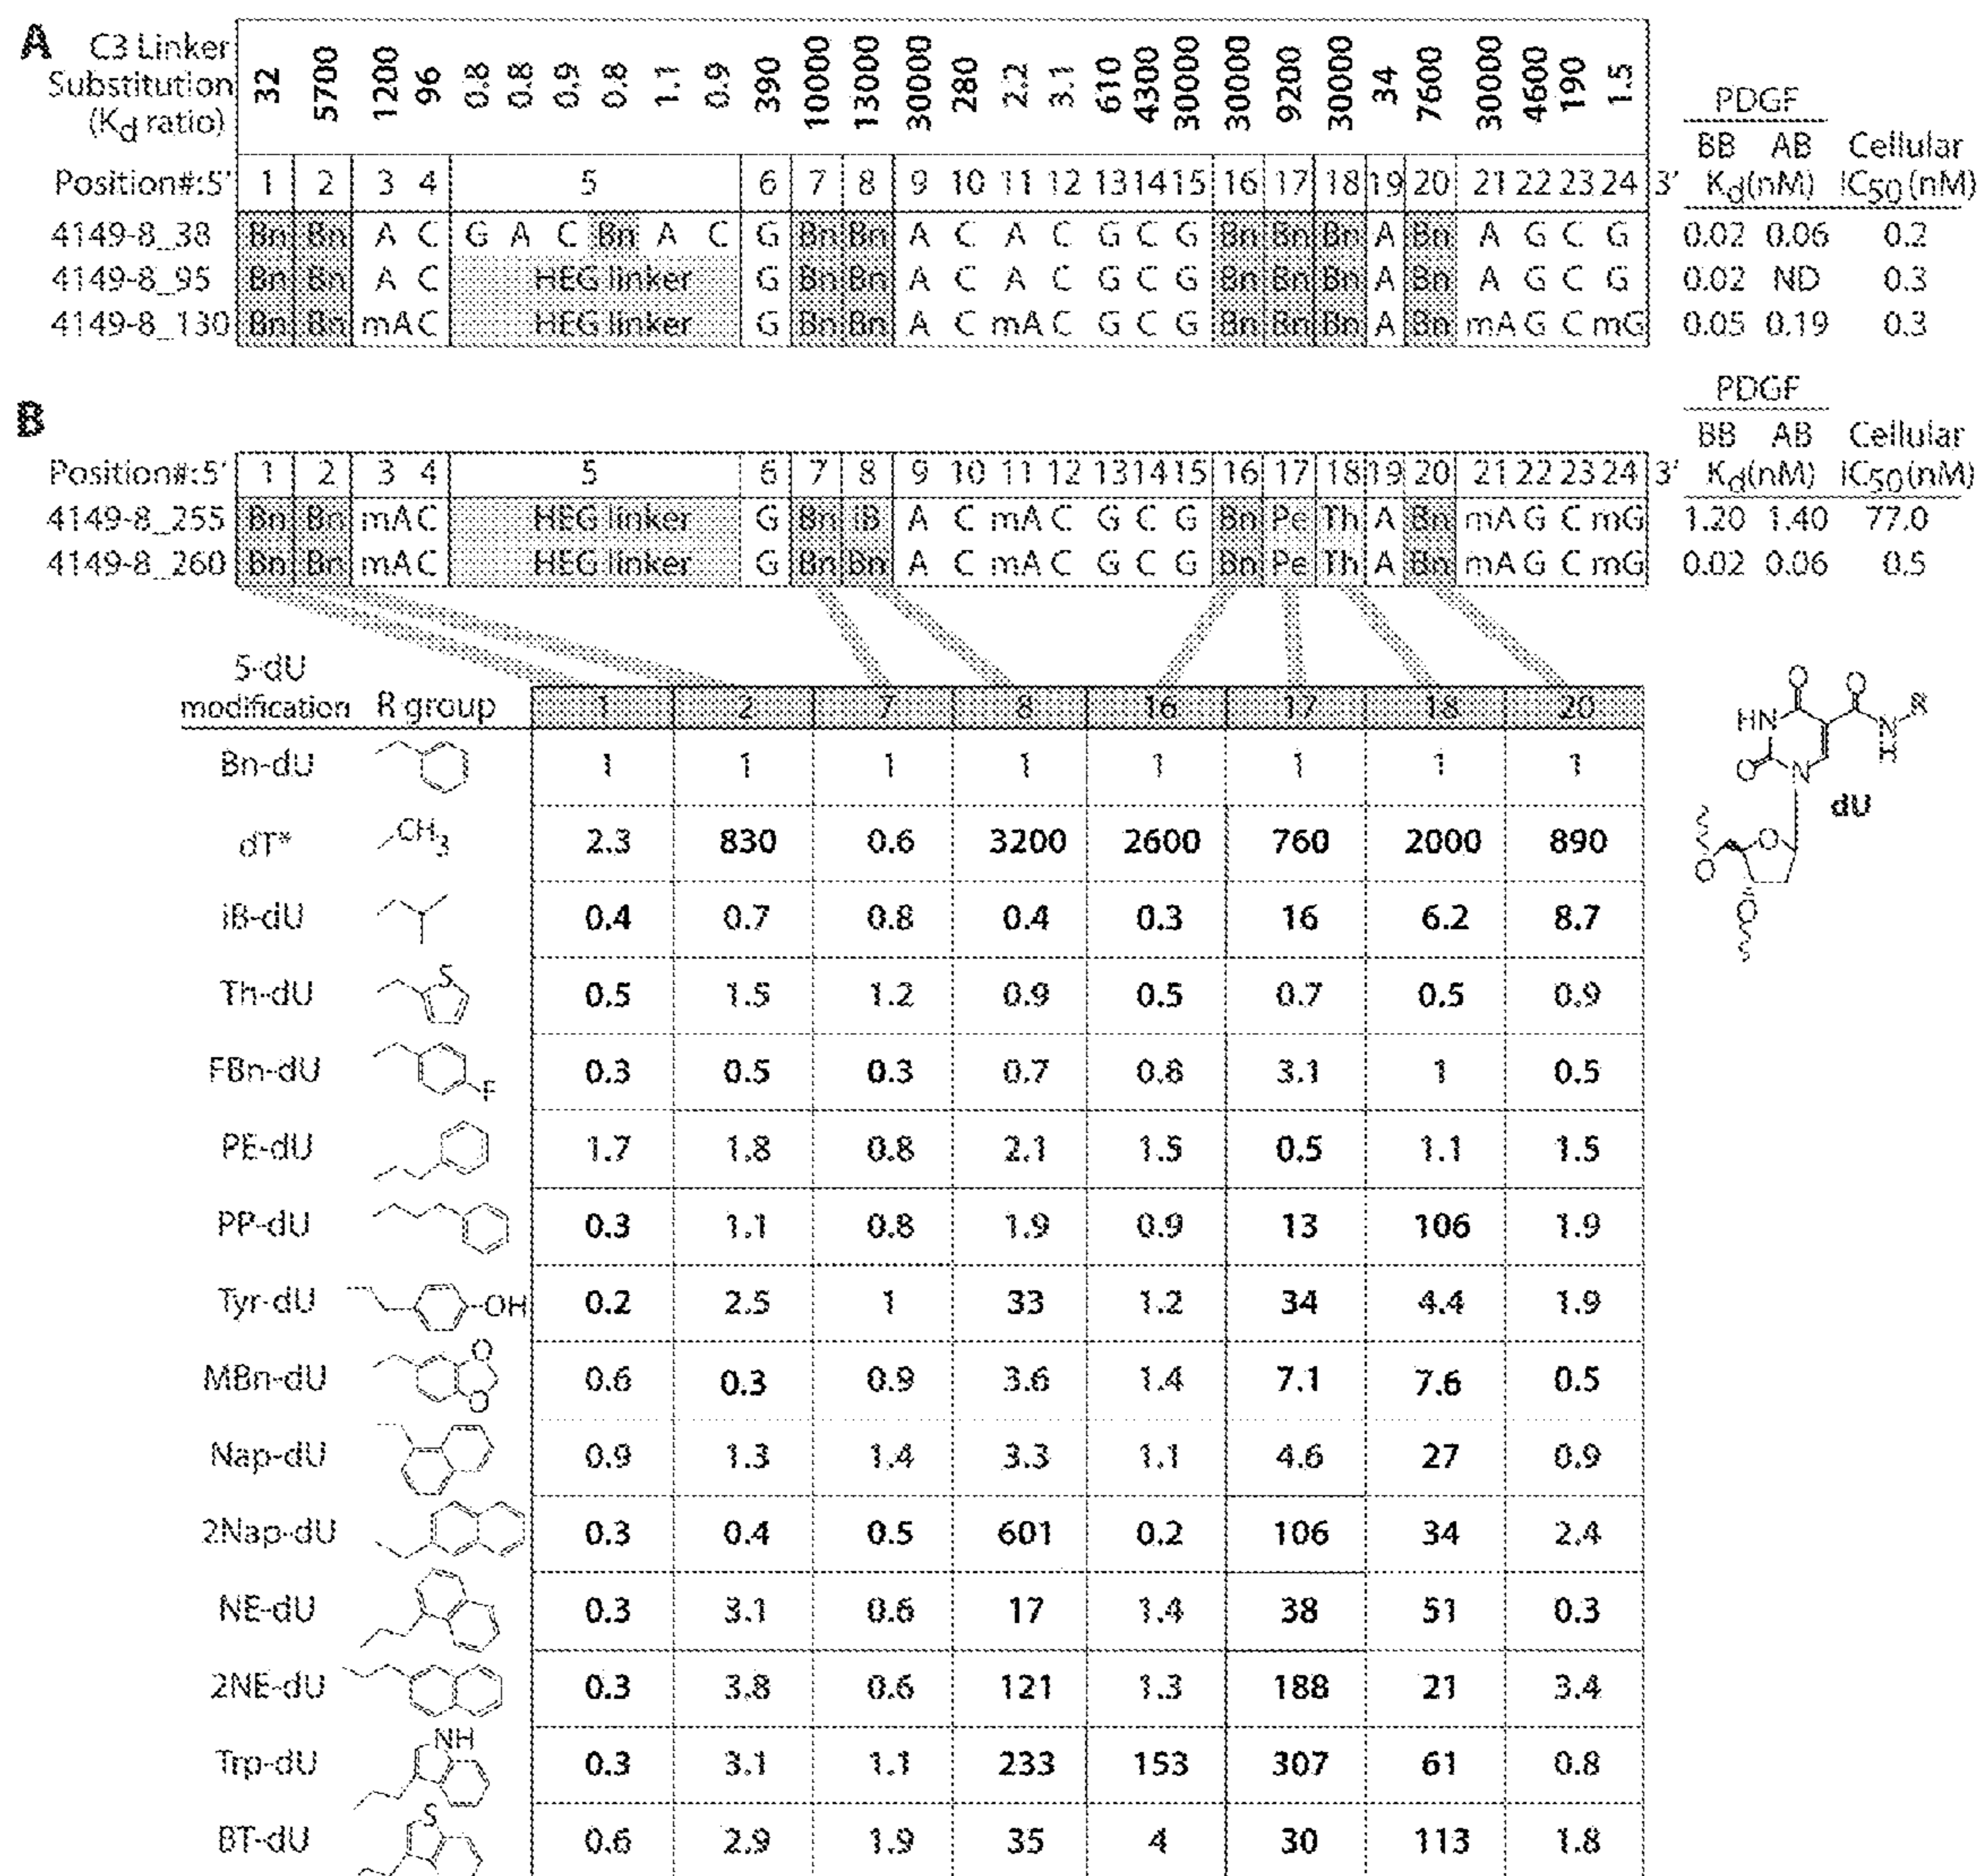 A C3 Linker Substitution (Kd ratio) 32 5700 1200 96 0.8 0.8 0.9 0.8 1.1 0.9 390 10000 13000 30000 280 2.2 3.1 610 4300 30000 30000 9200 30000 34 7600 30000 4600 190 1.5
PDGF
BB AB Cellular
Position#:5' 1 2 3 4 5 6 7 8 9 10 11 12 13 14 15 16 17 18 19 20 21 22 23 24 3' Kd(nM) IC50(nM)
4149-8_38 Bn Bn A C G A C Bn A C G Bn Bn A C A C G C G Bn Bn Bn A Bn A G C G 0.02 0.06 0.2
4149-8_95 Bn Bn A C HEG linker G Bn Bn A C A C G C G Bn Bn Bn A Bn A G C G 0.02 ND 0.3
4149-8_130 Bn Bn mA C HEG linker G Bn Bn A C mA C G C G Bn Bn Bn A Bn mA G C mG 0.05 0.19 0.3
B
PDGF
BB AB Cellular
Position#:5' 1 2 3 4 5 6 7 8 9 10 11 12 13 14 15 16 17 18 19 20 21 22 23 24 3' Kd(nM) IC50(nM)
4149-8_255 Bn Bn mA C HEG linker G Bn iB A C mA C G C G Bn Pe Th A Bn mA G C mG 1.20 1.40 77.0
4149-8_260 Bn Bn mA C HEG linker G Bn Bn A C mA C G C G Bn Pe Th A Bn mA G C mG 0.02 0.06 0.5
5-dU
modification R group 1 2 7 8 16 17 18 20
Bn-dU 1 1 1 1 1 1 1 1
dT* CH3 2.3 830 0.6 3200 2600 760 2000 890
iB-dU 0.4 0.7 0.8 0.4 0.3 16 6.2 8.7
Th-dU S 0.5 1.5 1.2 0.9 0.5 0.7 0.5 0.9
FBn-dU F 0.3 0.5 0.3 0.7 0.8 3.1 1 0.5
PE-dU 1.7 1.8 0.8 2.1 1.5 0.5 1.1 1.5
PP-dU 0.3 1.1 0.8 1.9 0.9 13 106 1.9
Tyr-dU OH 0.2 2.5 1 33 1.2 34 4.4 1.9
MBn-dU O O 0.6 0.3 0.9 3.6 1.4 7.1 7.6 0.5
Nap-dU 0.9 1.3 1.4 3.3 1.1 4.6 27 0.9
2Nap-dU 0.3 0.4 0.5 601 0.2 106 34 2.4
NE-dU 0.3 3.1 0.6 17 1.4 38 51 0.3
2NE-dU 0.3 3.8 0.6 121 1.3 188 21 3.4
Trp-dU NH 0.3 3.1 1.1 233 153 307 61 0.8
BT-dU S 0.6 2.9 1.9 35 4 30 113 1.8
O O
HN N R
H
O N
dU
O
O
O